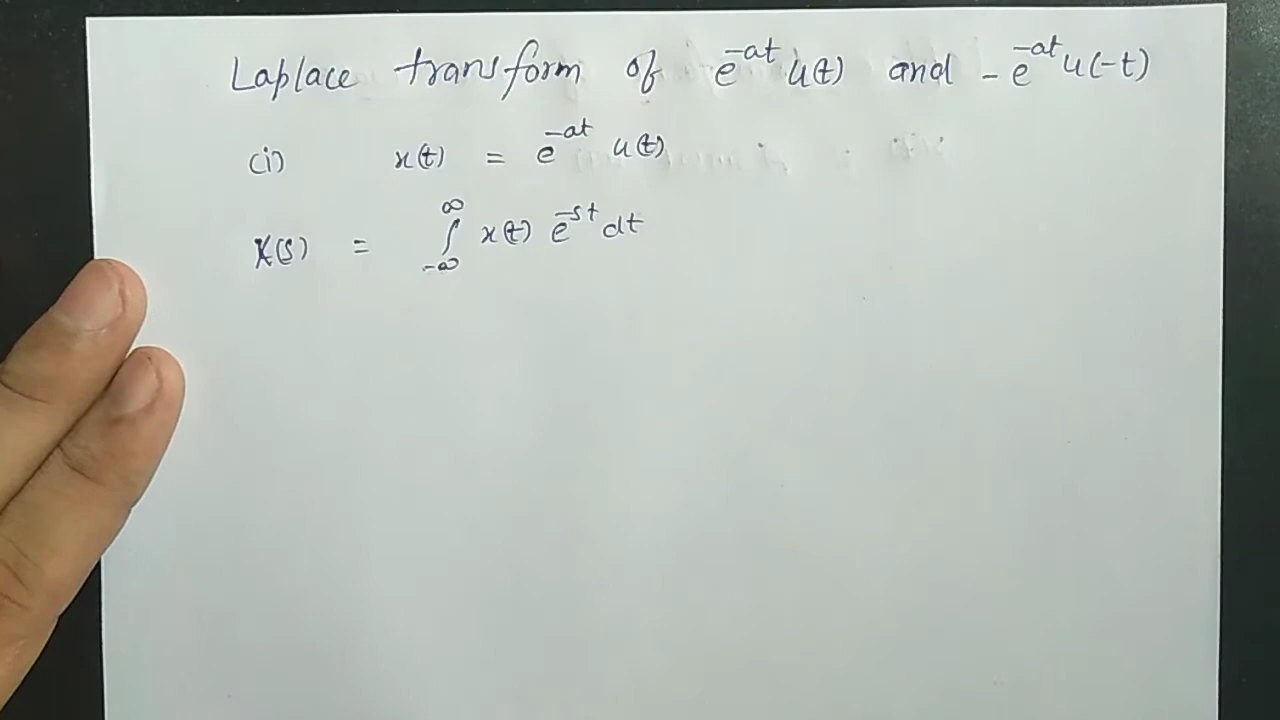 Laplace transform of e^{-at} u(t) and -e^{-at} u(-t)
(i) x(t) = e^{-at} u(t)
X(s) = ∫_{-∞}^{∞} x(t) e^{-st} dt